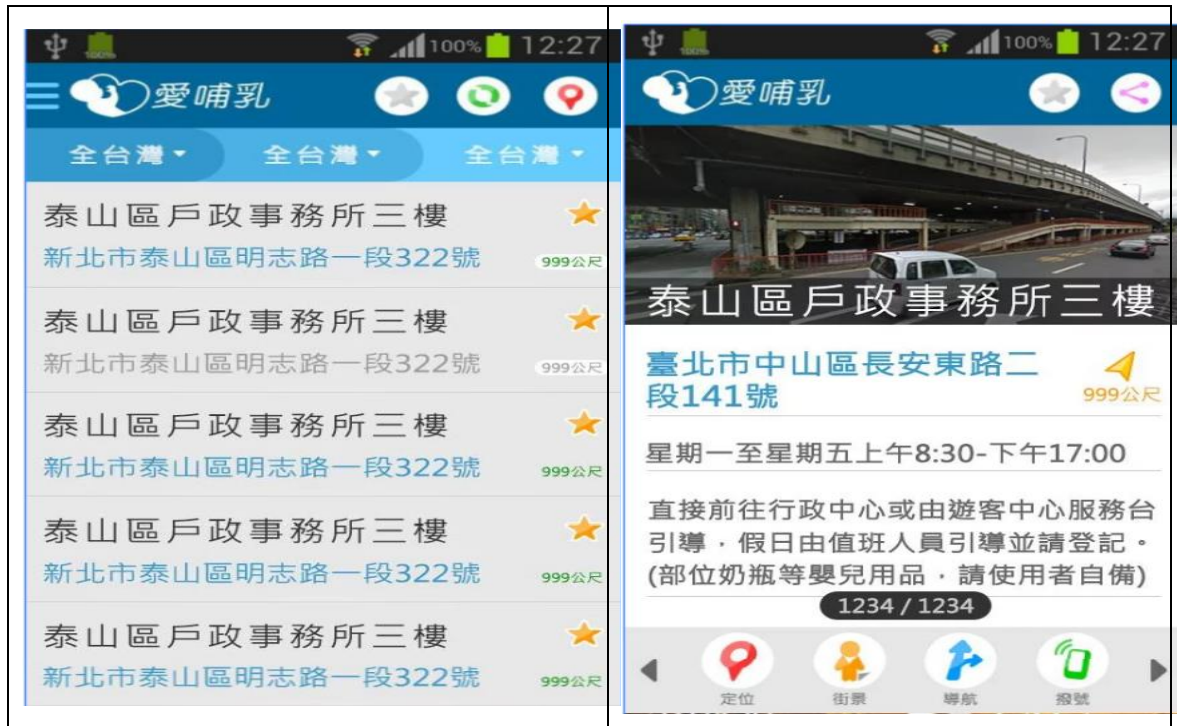 100% 12:27
愛哺乳
全台灣 全台灣 全台灣
泰山區戶政事務所三樓
新北市泰山區明志路一段322號 999公尺
泰山區戶政事務所三樓
新北市泰山區明志路一段322號 999公尺
泰山區戶政事務所三樓
新北市泰山區明志路一段322號 999公尺
泰山區戶政事務所三樓
新北市泰山區明志路一段322號 999公尺
泰山區戶政事務所三樓
新北市泰山區明志路一段322號 999公尺
100% 12:27
愛哺乳
泰山區戶政事務所三樓
臺北市中山區長安東路二
段141號 999公尺
星期一至星期五上午8:30-下午17:00
直接前往行政中心或由遊客中心服務台
引導，假日由值班人員引導並請登記。
(部位奶瓶等嬰兒用品，請使用者自備)
1234 / 1234
定位 街景 導航 撥號